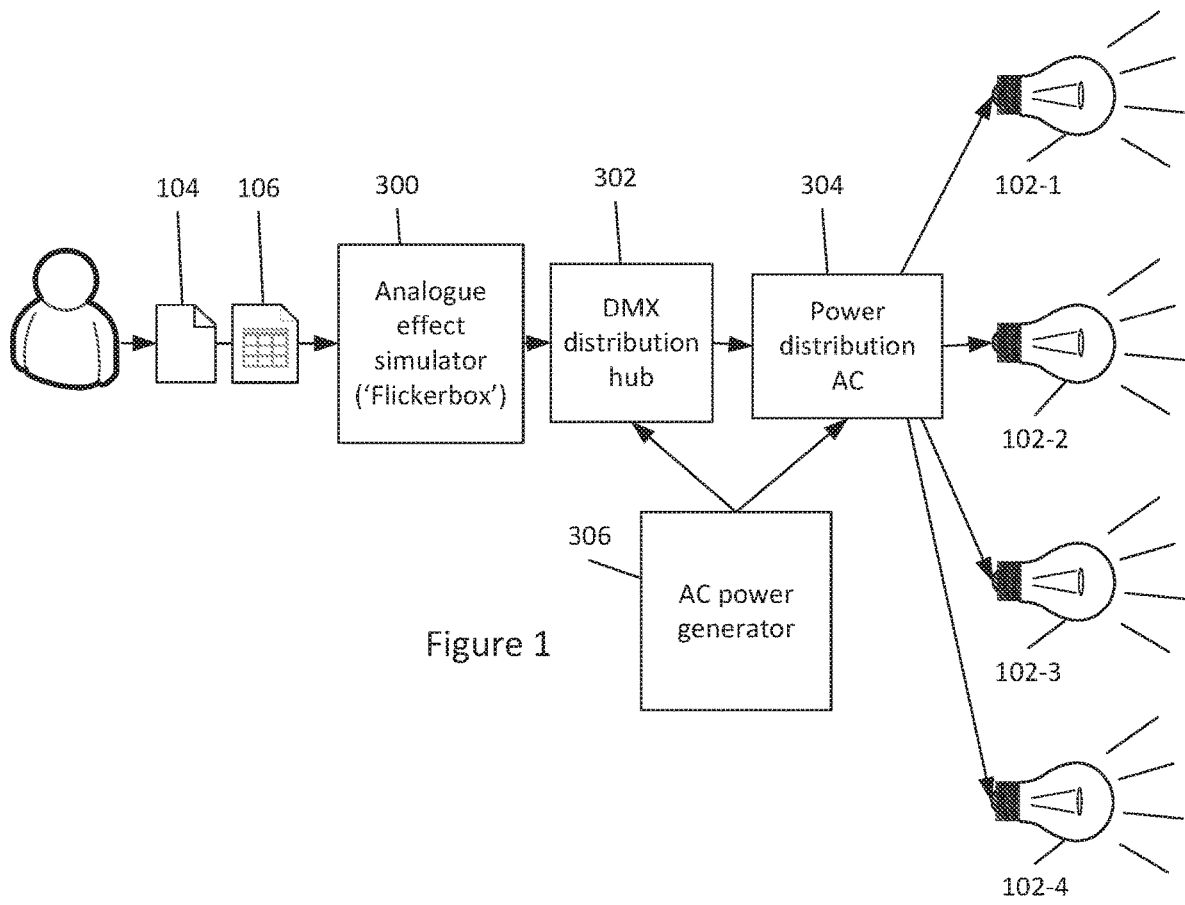 102-1
104
106
300
302
304
Analogue
effect
simulator
('Flickerbox')
DMX
distribution
hub
Power
distribution
AC
102-2
306
AC power
generator
Figure 1
102-3
102-4